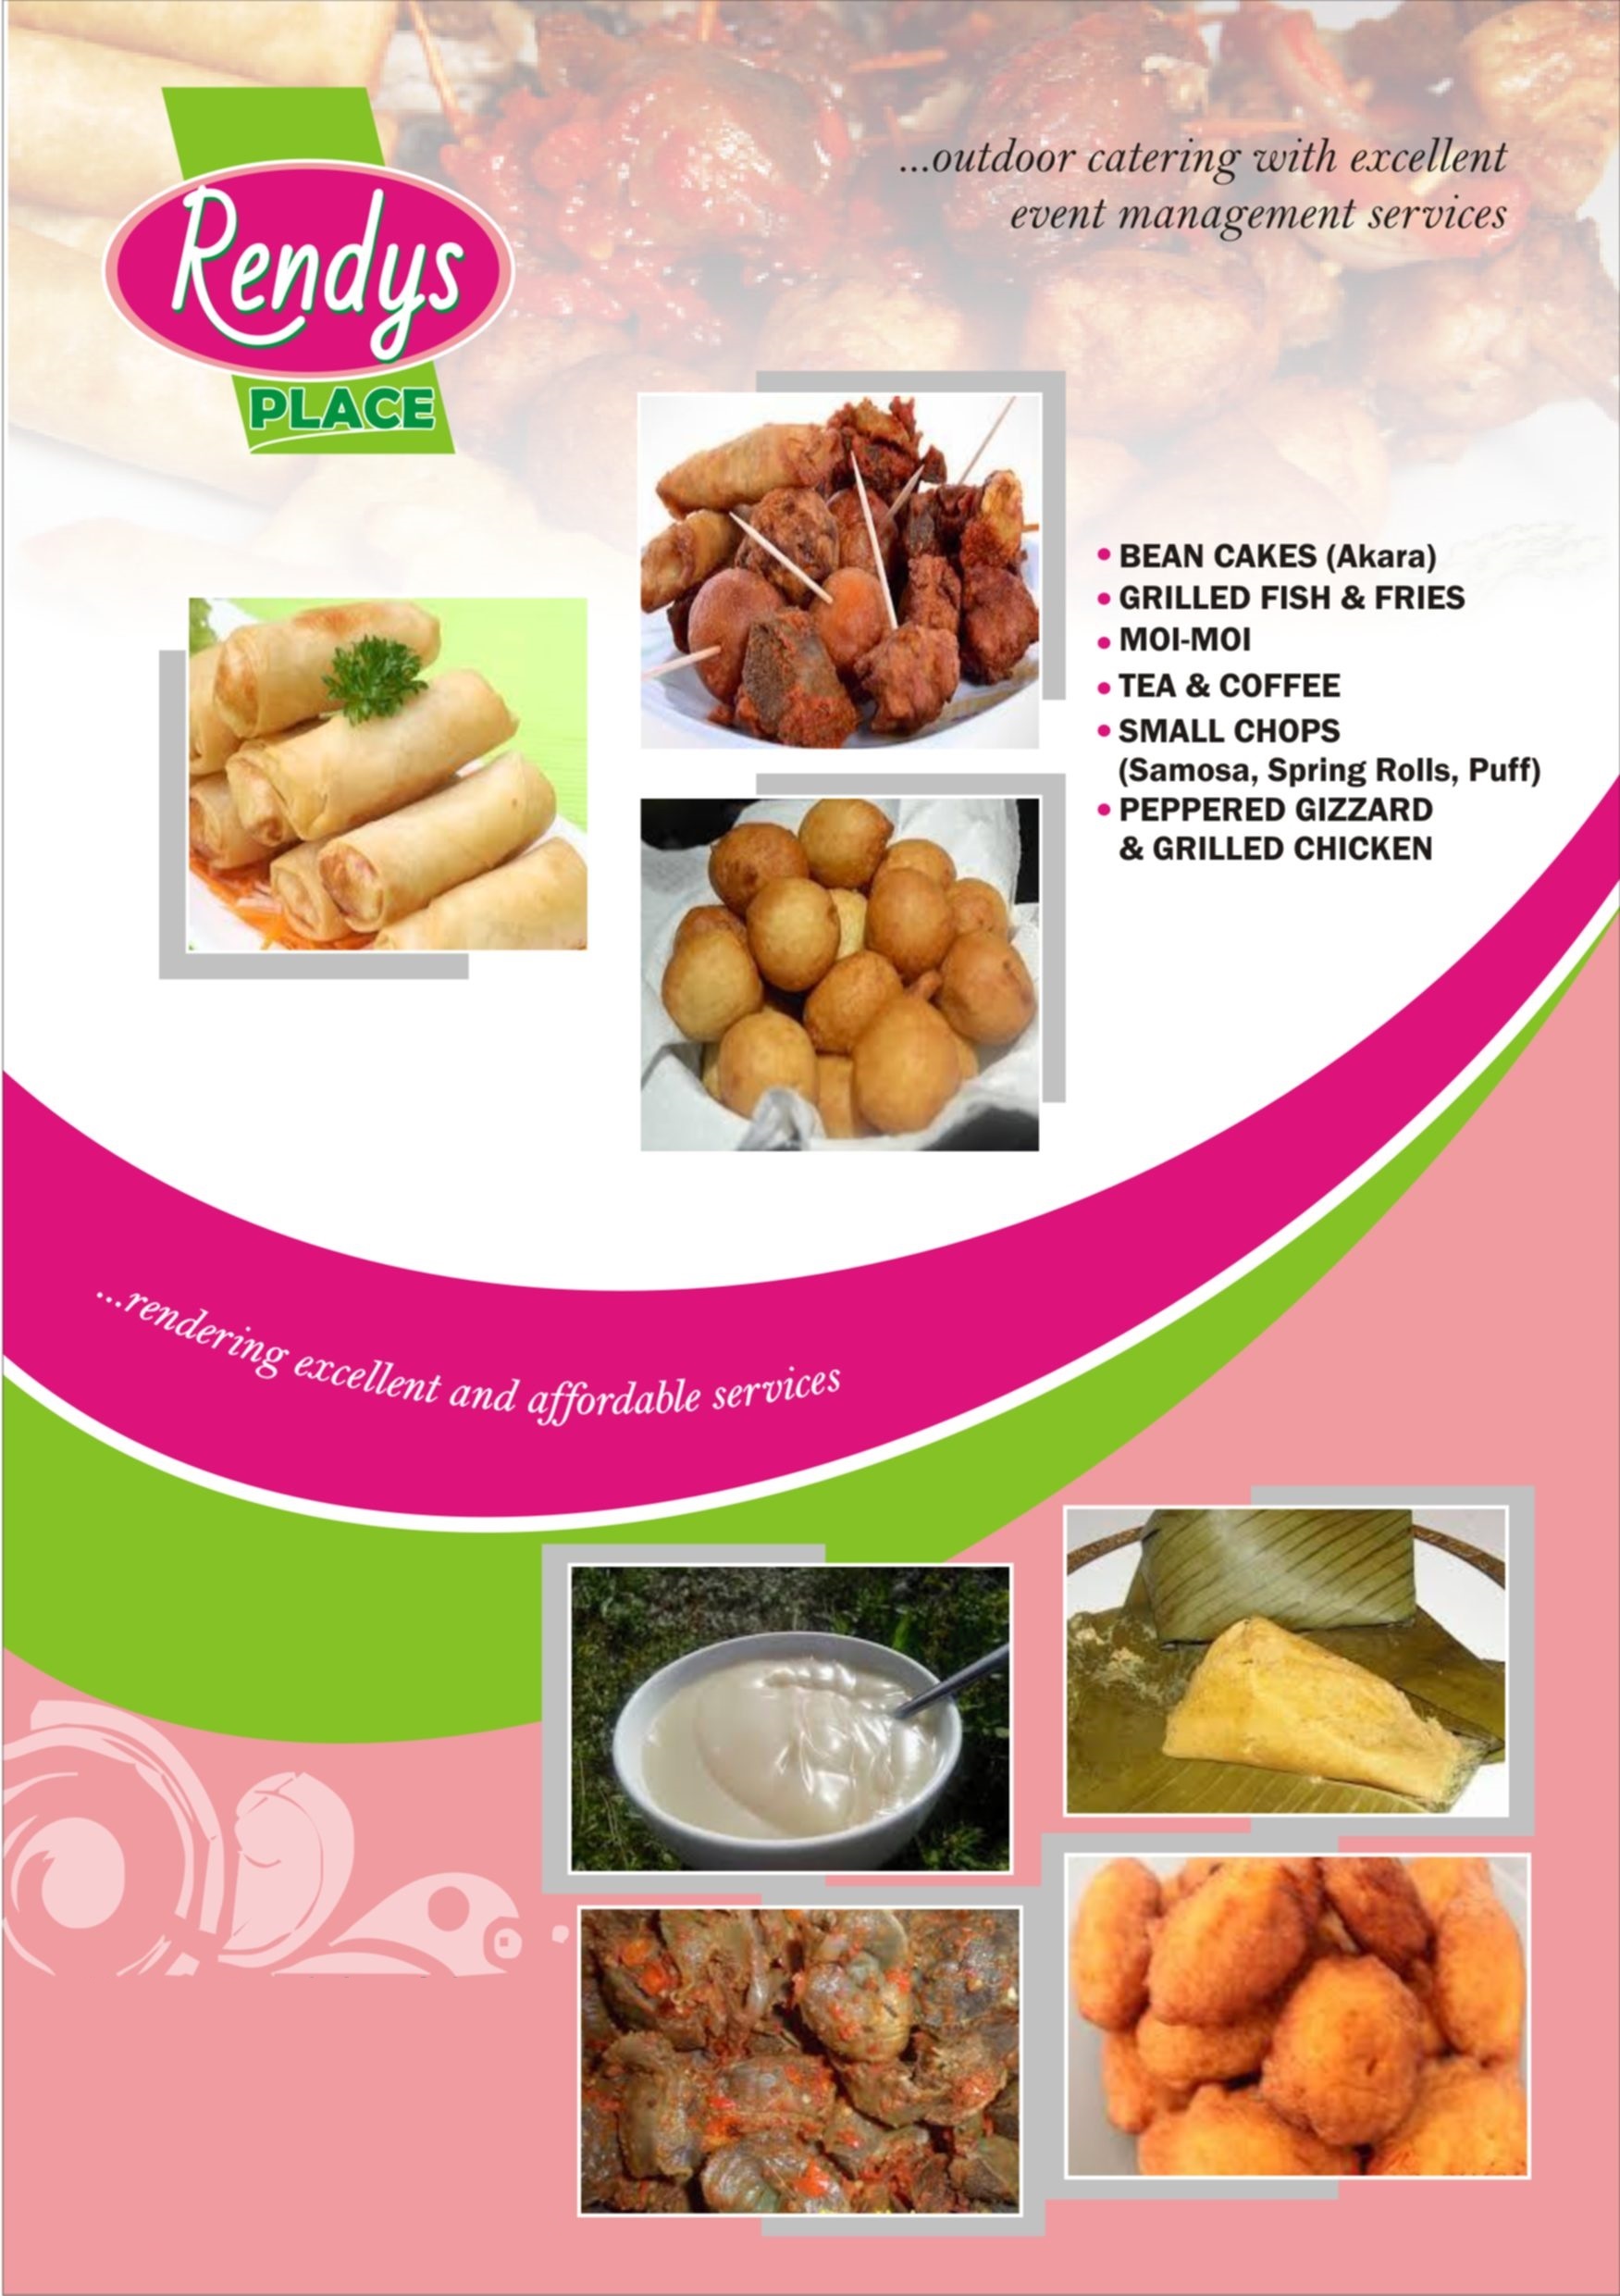 Rendys
PLACE
...outdoor catering with excellent
event management services
• BEAN CAKES (Akara)
• GRILLED FISH & FRIES
• MOI-MOI
• TEA & COFFEE
• SMALL CHOPS
(Samosa, Spring Rolls, Puff)
• PEPPERED GIZZARD
& GRILLED CHICKEN
...rendering excellent and affordable services